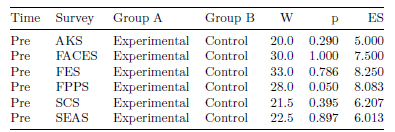 Time Survey Group A Group B W p ES
Pre AKS Experimental Control 20.0 0.290 5.000
Pre FACES Experimental Control 30.0 1.000 7.500
Pre FES Experimental Control 33.0 0.786 8.250
Pre FPPS Experimental Control 28.0 0.050 8.083
Pre SCS Experimental Control 21.5 0.395 6.207
Pre SEAS Experimental Control 22.5 0.897 6.013